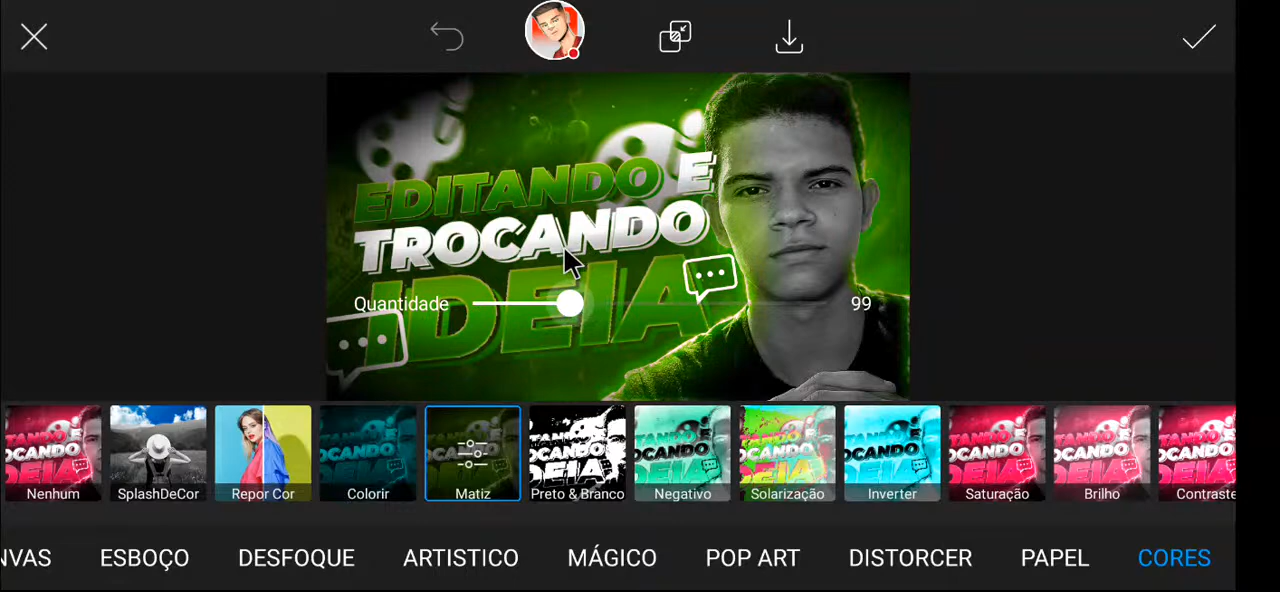 EDITANDO E
TROCANDO
IDEIA
Quantidade
99
Nenhum
SplashDeCor
Repor Cor
Colorir
Matiz
Preto & Branco
Negativo
Solarização
Inverter
Saturação
Brilho
Contraste
NVAS
ESBOÇO
DESFOQUE
ARTISTICO
MÁGICO
POP ART
DISTORCER
PAPEL
CORES